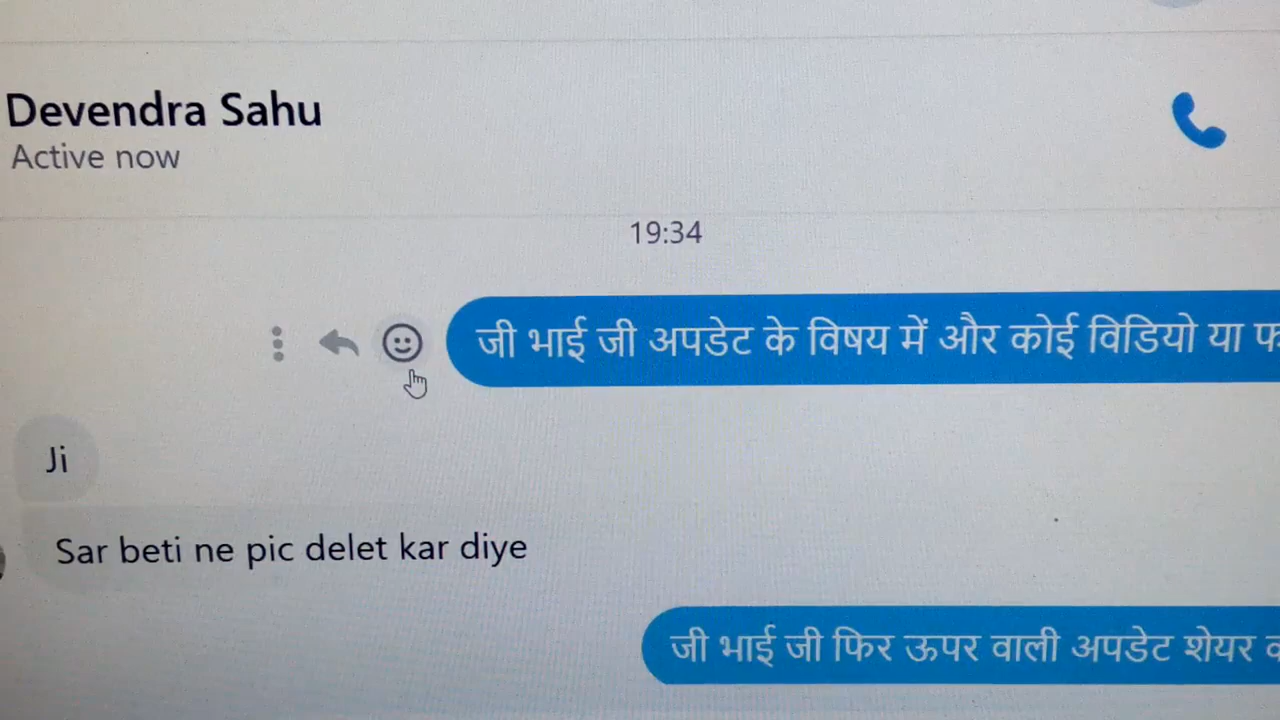 Devendra Sahu
Active now
19:34
जी भाई जी अपडेट के विषय में और कोई विडियो या
Ji
Sar beti ne pic delet kar diye
जी भाई जी फिर ऊपर वाली अपडेट शेयर